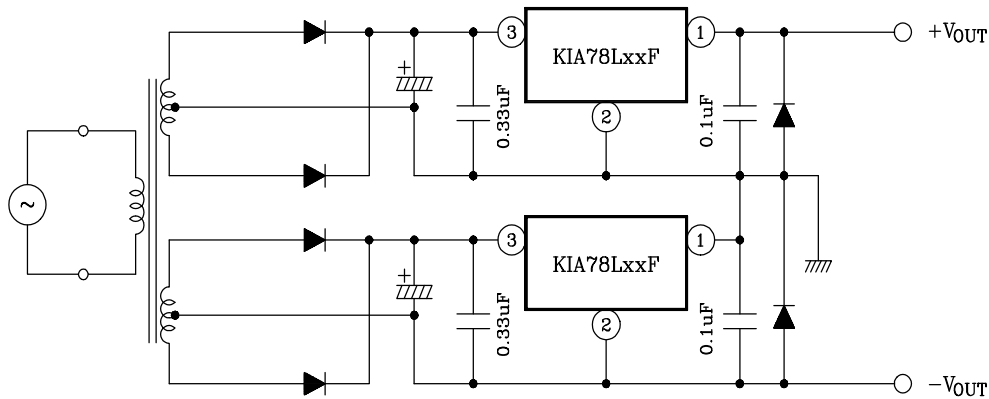 3
KIA78LxxF
1
+VOUT
+
0.33uF
2
0.1uF
~
3
KIA78LxxF
1
+
0.33uF
2
0.1uF
−VOUT